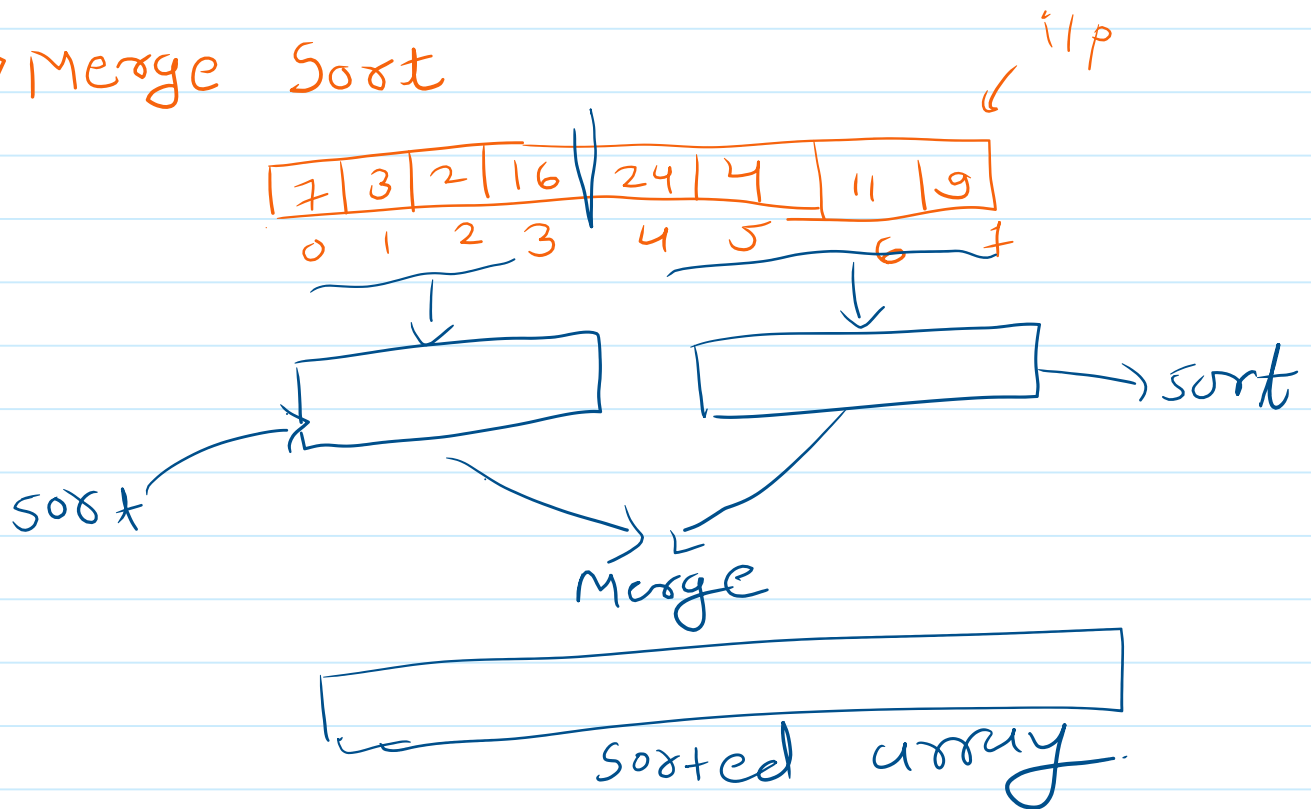 Merge Sort
i/p
7 3 2 16 24 4 11 9
0 1 2 3 4 5 6 7
sort
sort
Merge
sorted array.